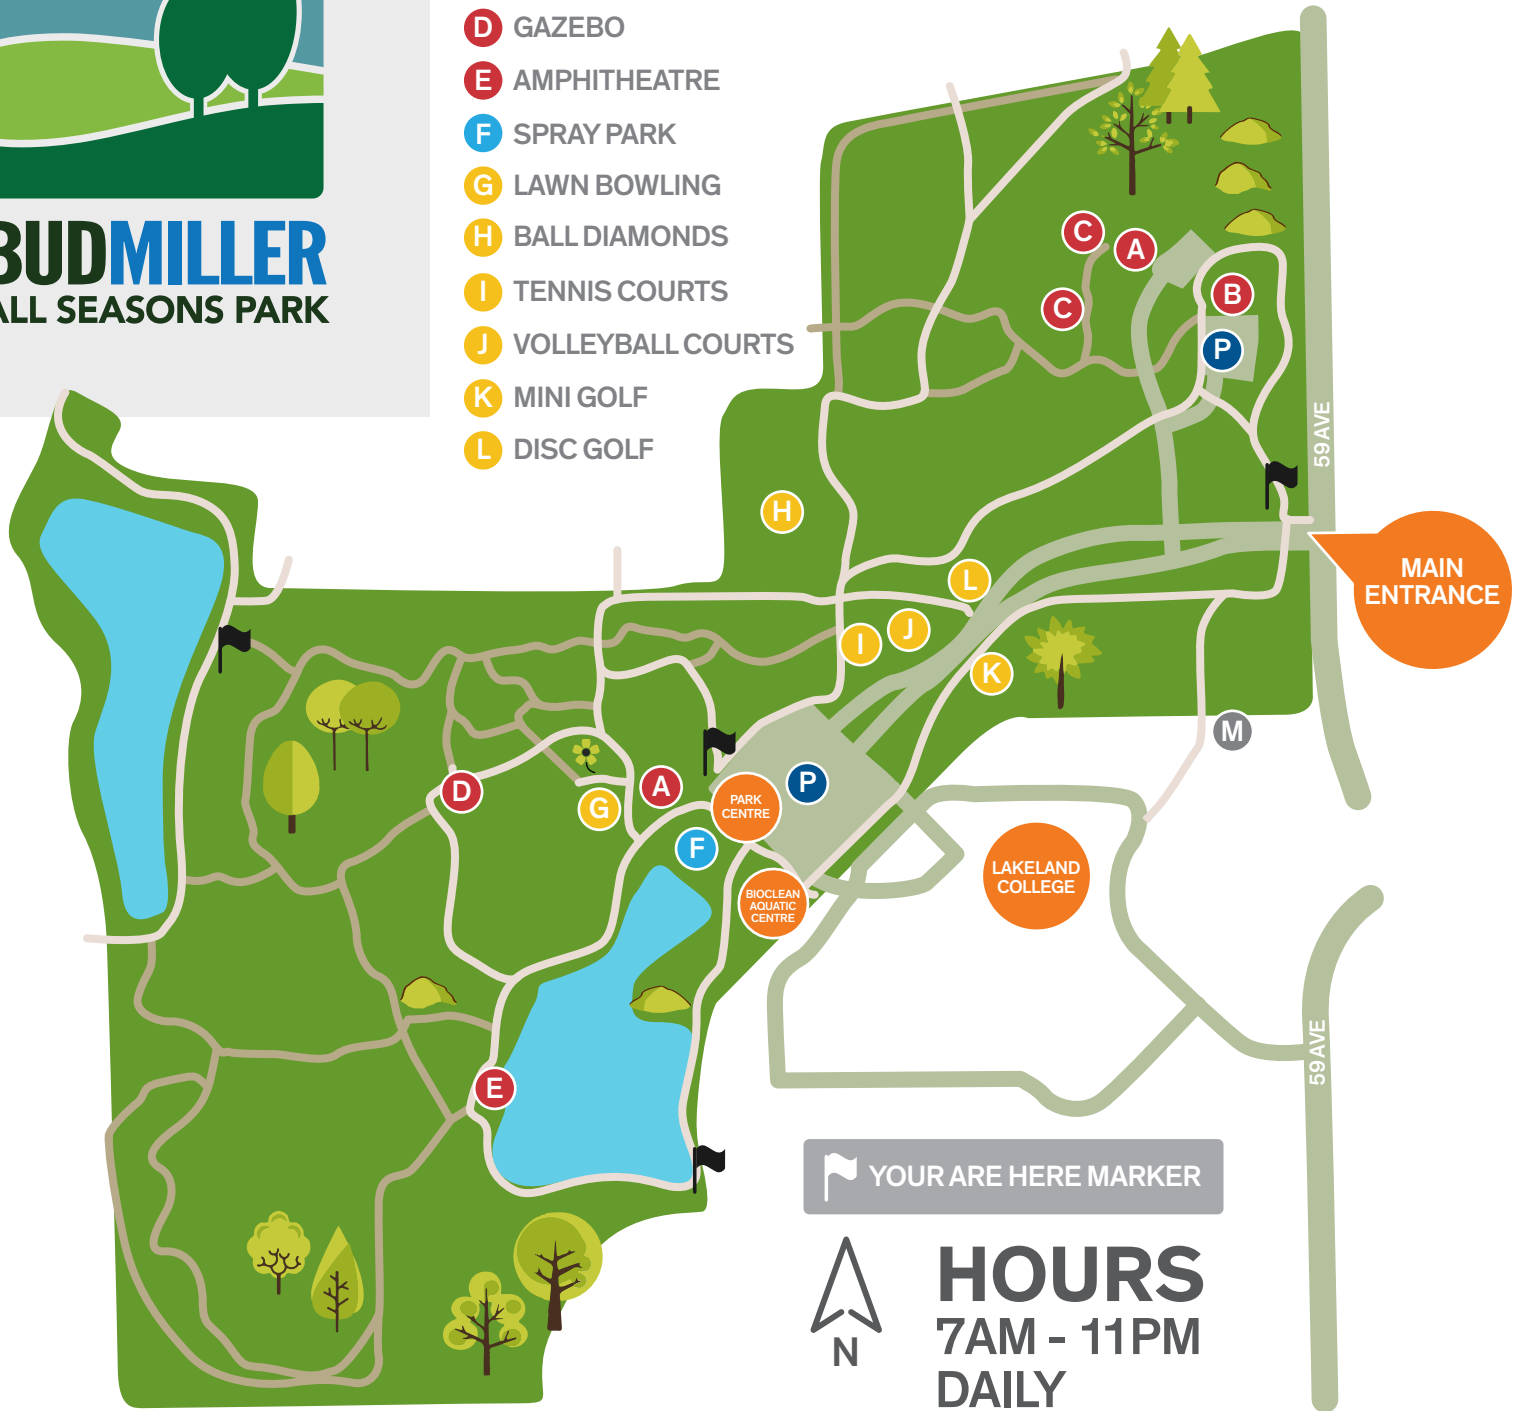 D GAZEBO
E AMPHITHEATRE
F SPRAY PARK
G LAWN BOWLING
H BALL DIAMONDS
I TENNIS COURTS
J VOLLEYBALL COURTS
K MINI GOLF
L DISC GOLF
BUDMILLER
ALL SEASONS PARK
C
A
B
C
P
59 AVE
H
MAIN
ENTRANCE
L
J
I
K
M
D
G
A
P
PARK
CENTRE
F
LAKELAND
COLLEGE
BIOCLEAN
AQUATIC
CENTRE
E
59 AVE
YOUR ARE HERE MARKER
N
HOURS
7AM - 11PM
DAILY